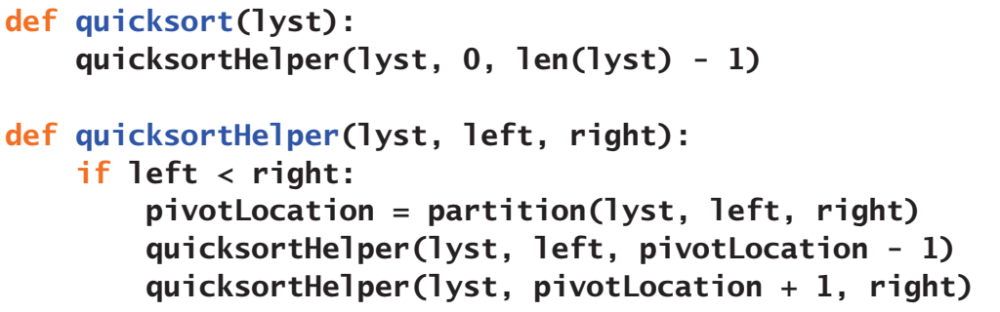 def quicksort(lyst):
    quicksortHelper(lyst, 0, len(lyst) - 1)

def quicksortHelper(lyst, left, right):
    if left < right:
        pivotLocation = partition(lyst, left, right)
        quicksortHelper(lyst, left, pivotLocation - 1)
        quicksortHelper(lyst, pivotLocation + 1, right)